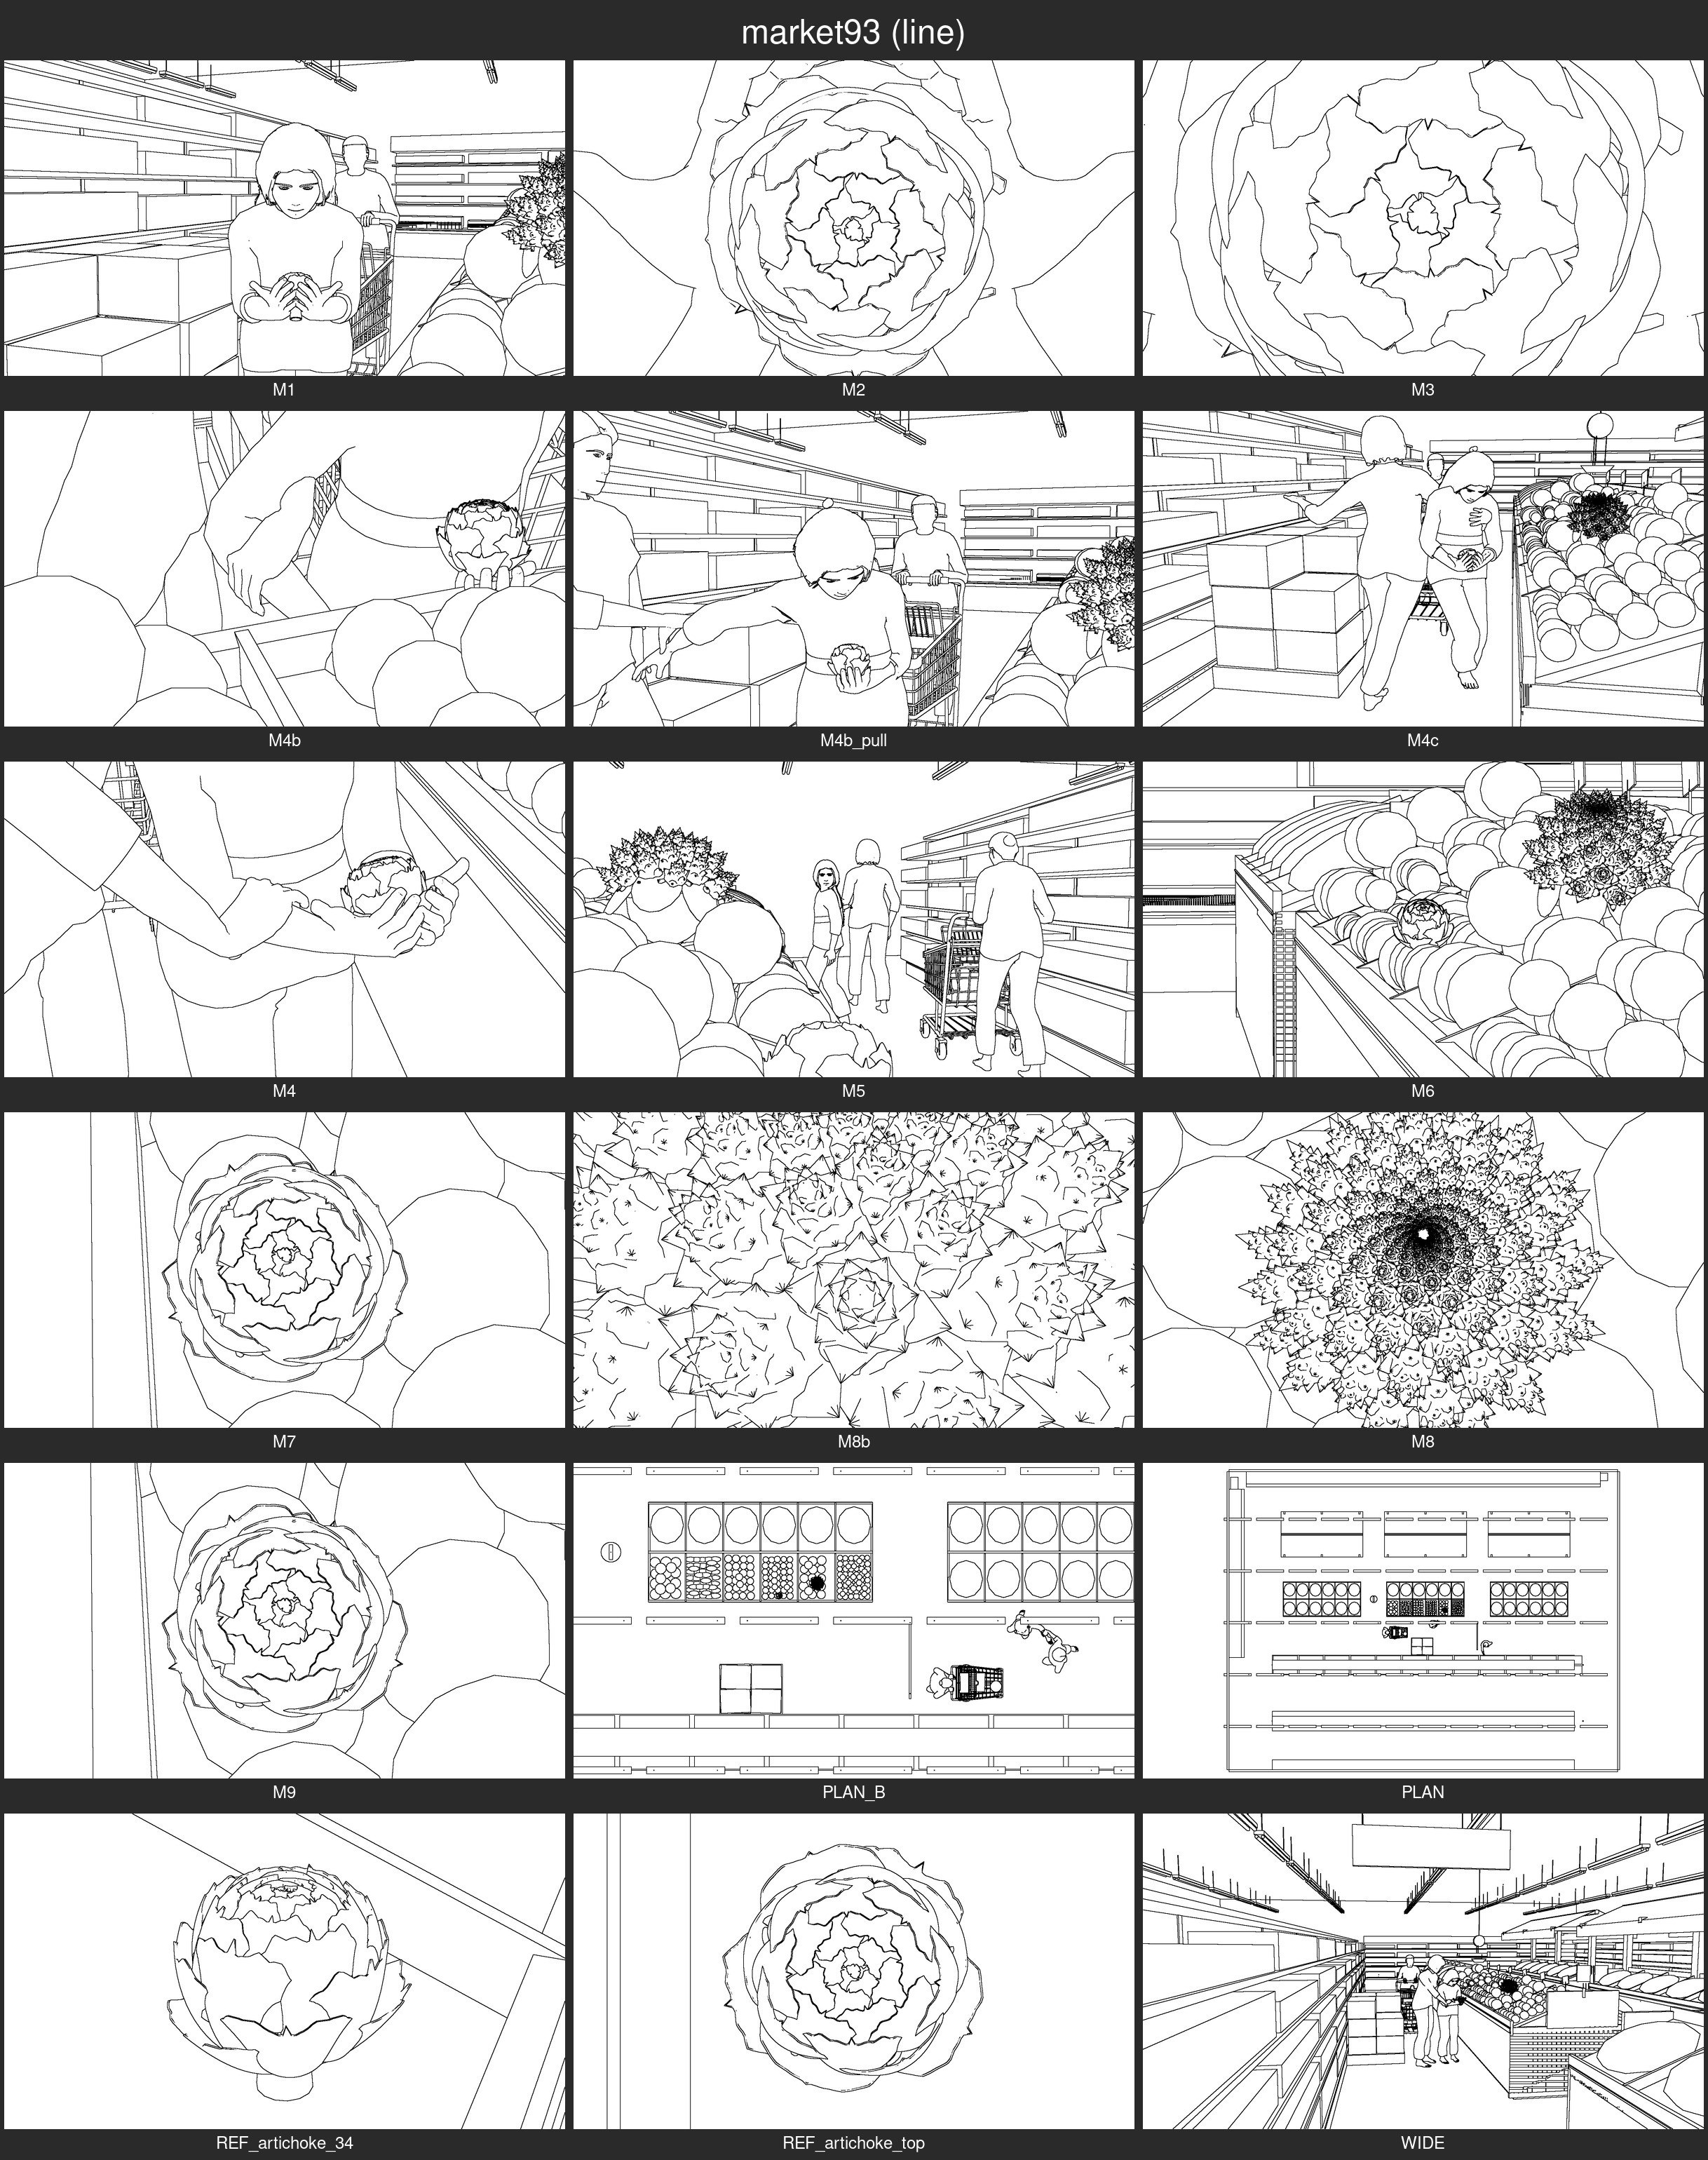 market93 (line)
M1
M2
M3
M4b
M4b_pull
M4c
M4
M5
M6
M7
M8b
M8
M9
PLAN_B
PLAN
REF_artichoke_34
REF_artichoke_top
WIDE